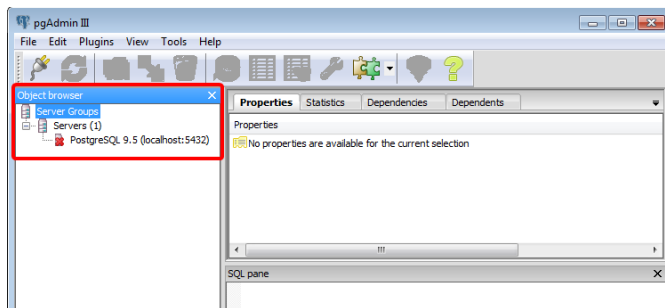 pgAdmin III
File Edit Plugins View Tools Help
Object browser
Server Groups
Servers (1)
PostgreSQL 9.5 (localhost:5432)
Properties Statistics Dependencies Dependents
Properties
No properties are available for the current selection
SQL pane